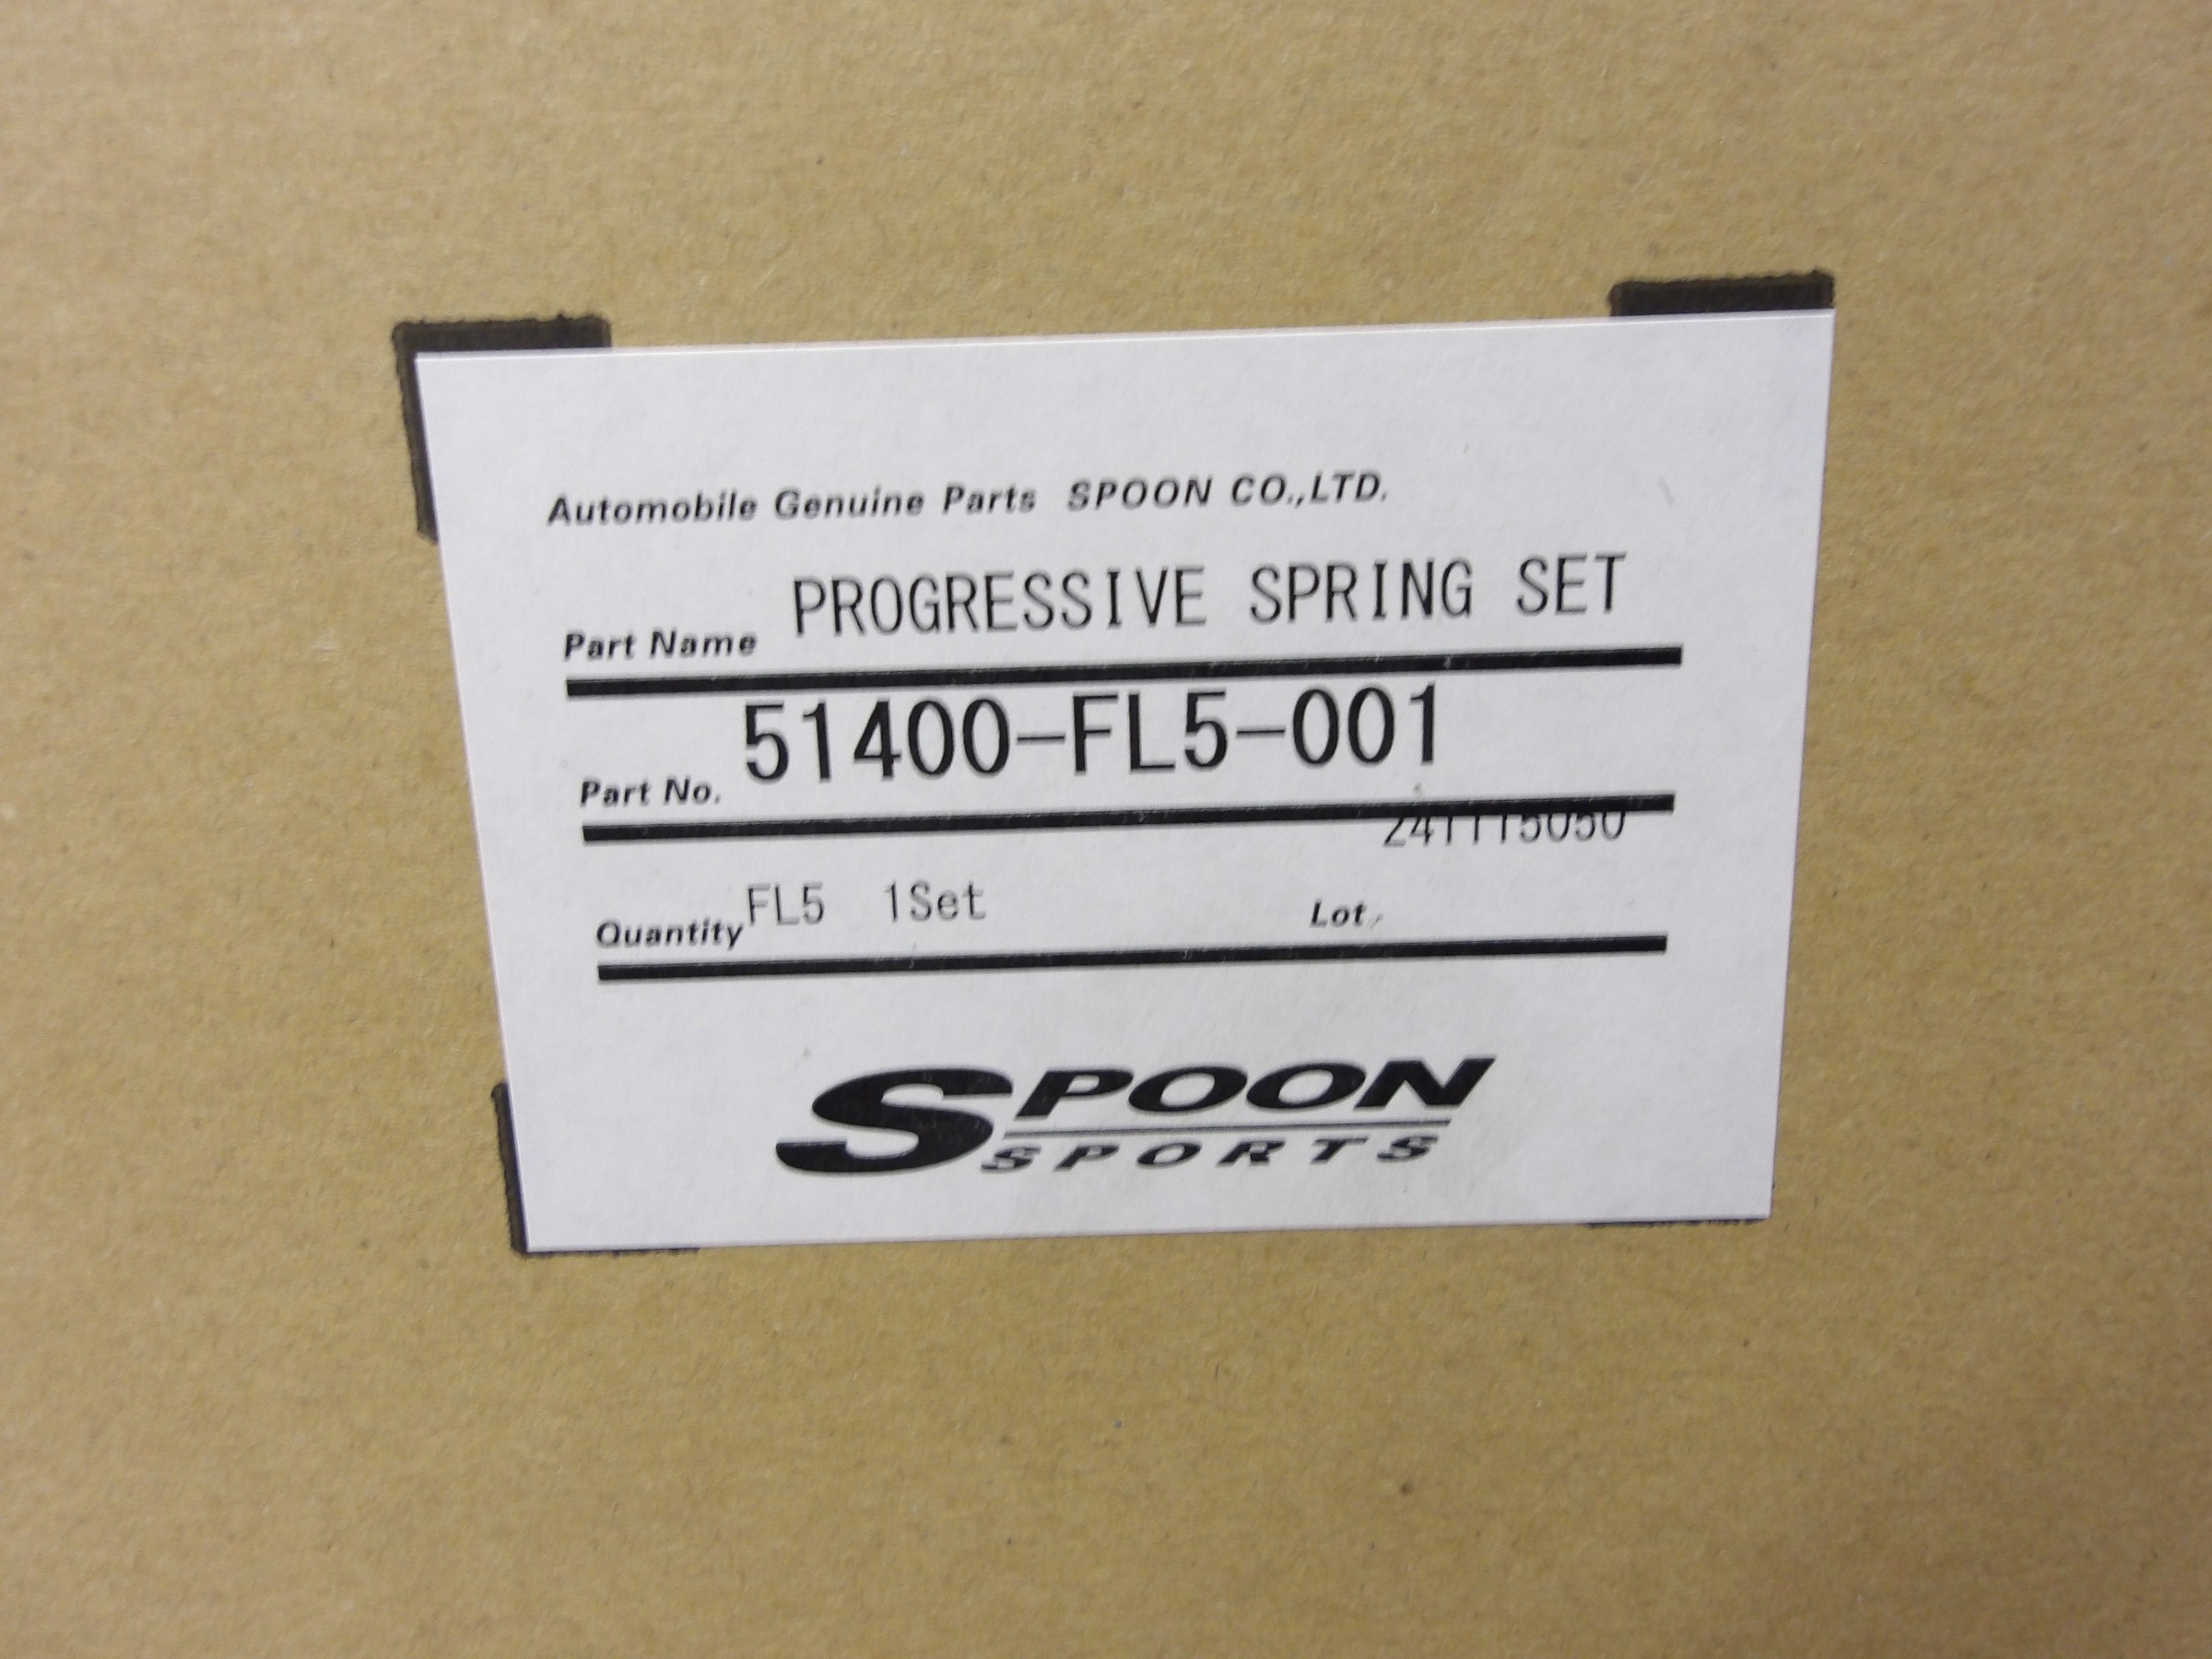 Automobile Genuine Parts SPOON CO.,LTD.
Part Name PROGRESSIVE SPRING SET
Part No. 51400-FL5-001
Quantity FL5 1Set Lot.
SPOON
SPORTS